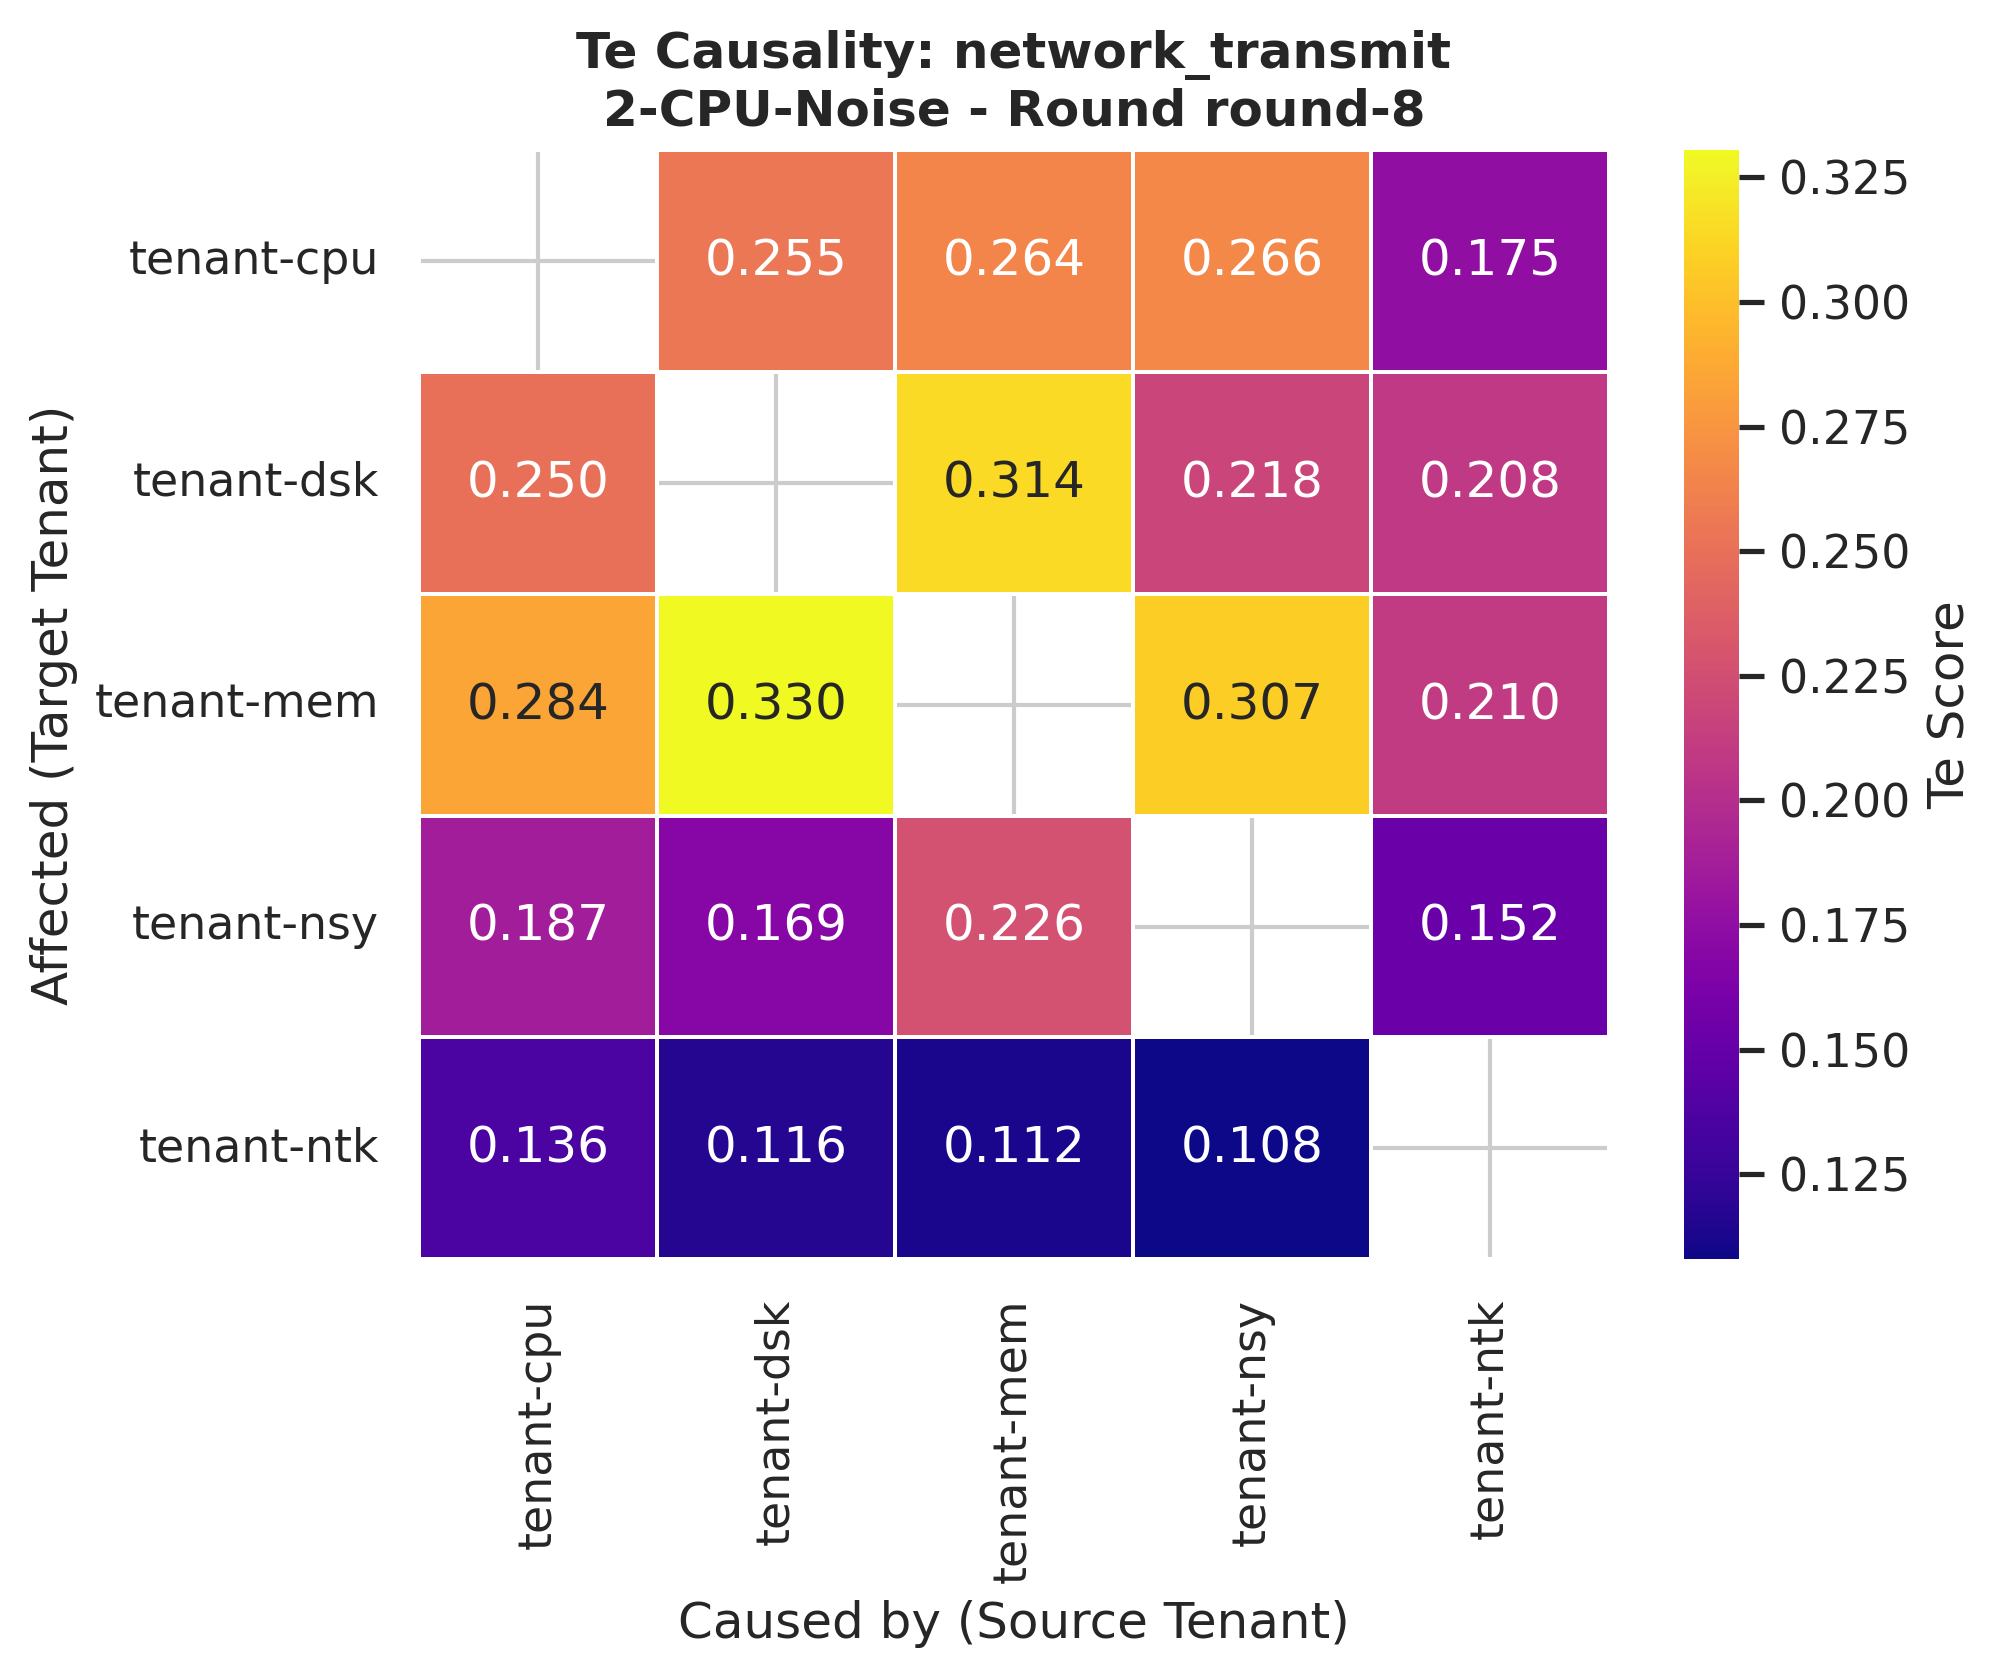 Te Causality: network_transmit
2-CPU-Noise - Round round-8
tenant-cpu 0.255 0.264 0.266 0.175
tenant-dsk 0.250 0.314 0.218 0.208
tenant-mem 0.284 0.330 0.307 0.210
tenant-nsy 0.187 0.169 0.226 0.152
tenant-ntk 0.136 0.116 0.112 0.108
tenant-cpu tenant-dsk tenant-mem tenant-nsy tenant-ntk
Caused by (Source Tenant)
Affected (Target Tenant)
0.325
0.300
0.275
0.250
0.225
0.200
0.175
0.150
0.125
Te Score